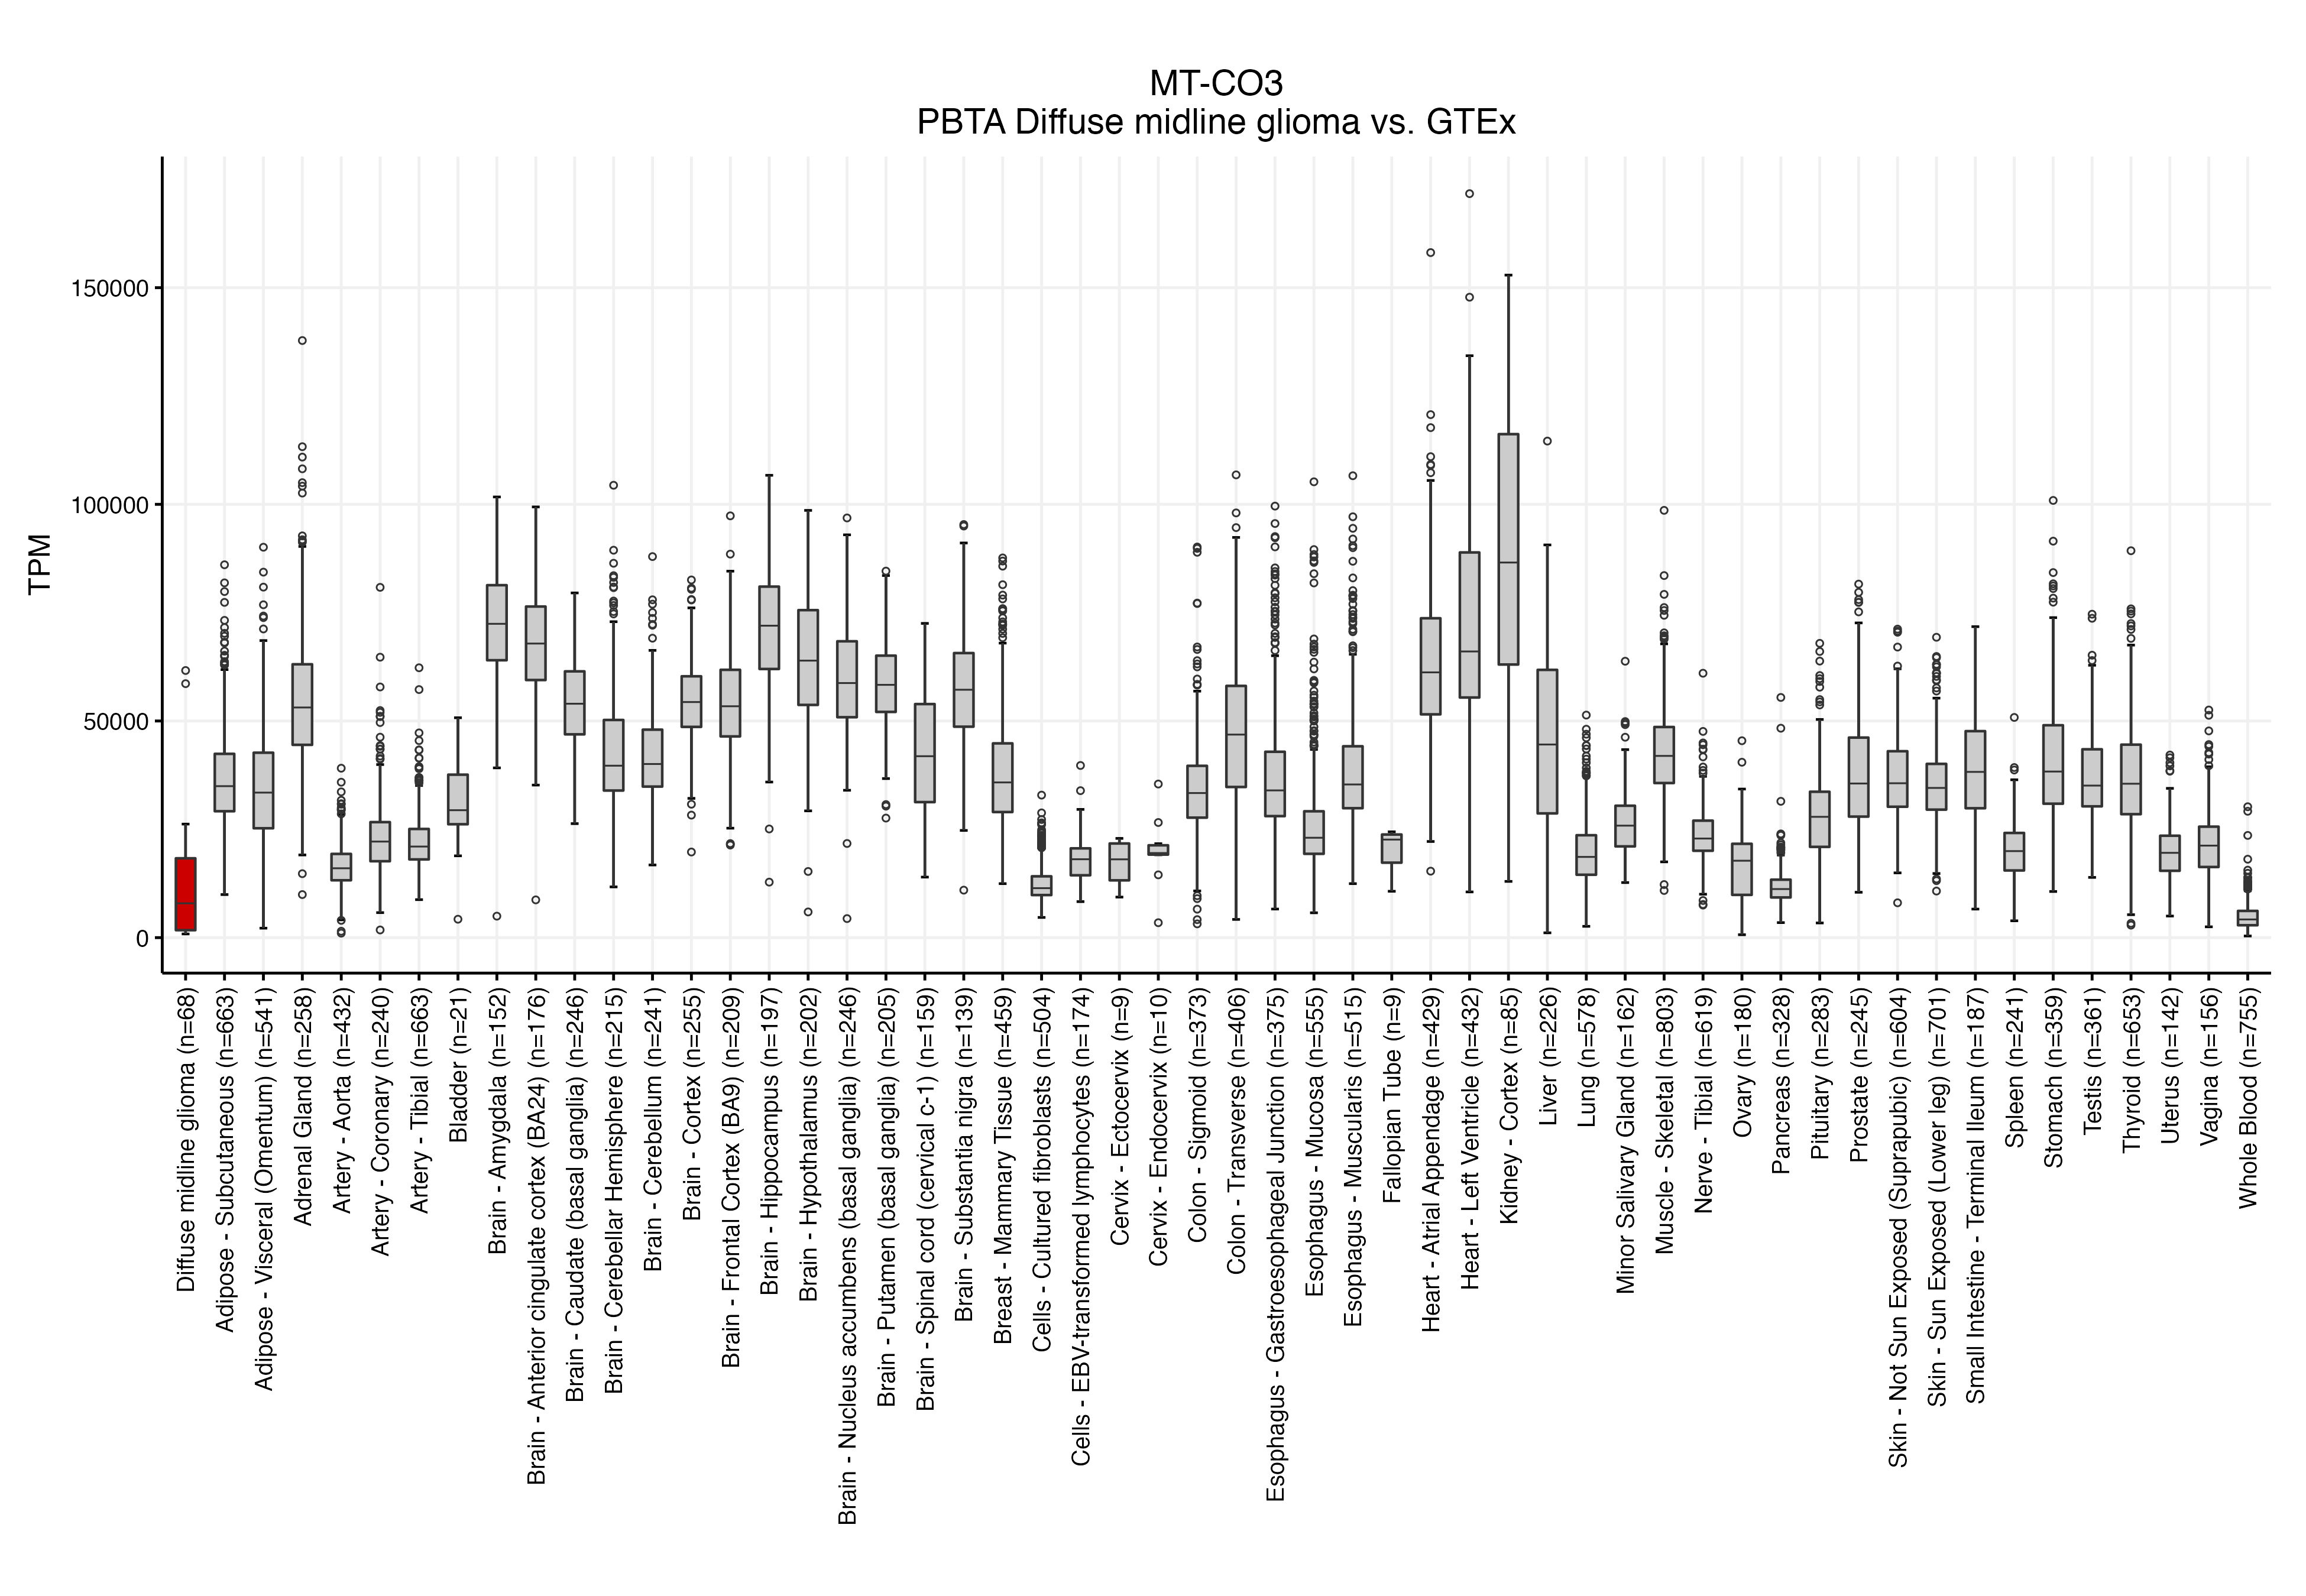 MT-CO3
PBTA Diffuse midline glioma vs. GTEx
TPM
150000
100000
50000
0
Diffuse midline glioma (n=68)
Adipose - Subcutaneous (n=663)
Adipose - Visceral (Omentum) (n=541)
Adrenal Gland (n=258)
Artery - Aorta (n=432)
Artery - Coronary (n=240)
Artery - Tibial (n=663)
Bladder (n=21)
Brain - Amygdala (n=152)
Brain - Anterior cingulate cortex (BA24) (n=176)
Brain - Caudate (basal ganglia) (n=246)
Brain - Cerebellar Hemisphere (n=215)
Brain - Cerebellum (n=241)
Brain - Cortex (n=255)
Brain - Frontal Cortex (BA9) (n=209)
Brain - Hippocampus (n=197)
Brain - Hypothalamus (n=202)
Brain - Nucleus accumbens (basal ganglia) (n=246)
Brain - Putamen (basal ganglia) (n=205)
Brain - Spinal cord (cervical c-1) (n=159)
Brain - Substantia nigra (n=139)
Breast - Mammary Tissue (n=459)
Cells - Cultured fibroblasts (n=504)
Cells - EBV-transformed lymphocytes (n=174)
Cervix - Ectocervix (n=9)
Cervix - Endocervix (n=10)
Colon - Sigmoid (n=373)
Colon - Transverse (n=406)
Esophagus - Gastroesophageal Junction (n=375)
Esophagus - Mucosa (n=555)
Esophagus - Muscularis (n=515)
Fallopian Tube (n=9)
Heart - Atrial Appendage (n=429)
Heart - Left Ventricle (n=432)
Kidney - Cortex (n=85)
Liver (n=226)
Lung (n=578)
Minor Salivary Gland (n=162)
Muscle - Skeletal (n=803)
Nerve - Tibial (n=619)
Ovary (n=180)
Pancreas (n=328)
Pituitary (n=283)
Prostate (n=245)
Skin - Not Sun Exposed (Suprapubic) (n=604)
Skin - Sun Exposed (Lower leg) (n=701)
Small Intestine - Terminal Ileum (n=187)
Spleen (n=241)
Stomach (n=359)
Testis (n=361)
Thyroid (n=653)
Uterus (n=142)
Vagina (n=156)
Whole Blood (n=755)